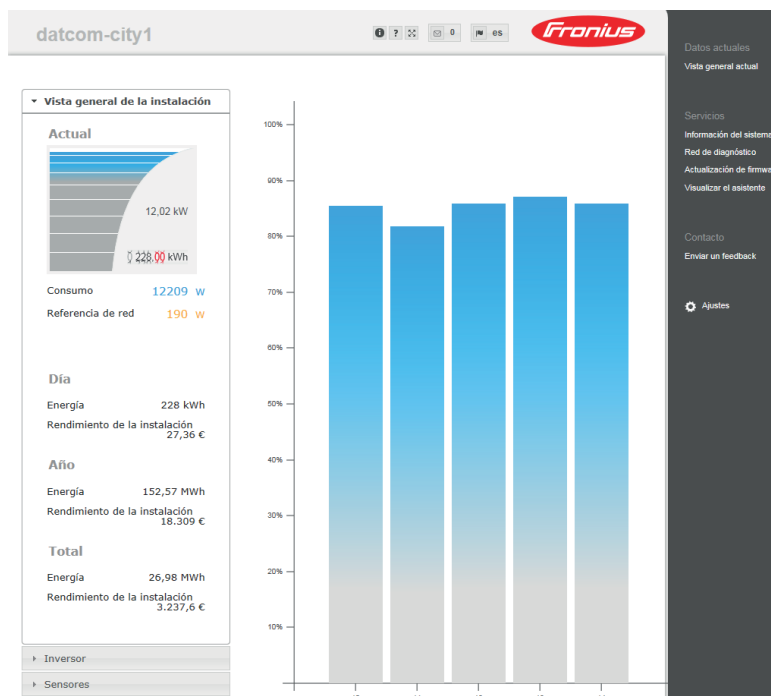 datcom-city1
i ? 0 es
Fronius
Vista general de la instalación
Actual
12,02 kW
228.00 kWh
Consumo 12209 W
Referencia de red 190 W
Día
Energía 228 kWh
Rendimiento de la instalación
27,36 €
Año
Energía 152,57 MWh
Rendimiento de la instalación
18.309 €
Total
Energía 26,98 MWh
Rendimiento de la instalación
3.237,6 €
Inversor
Sensores
100%
90%
80%
70%
60%
50%
40%
30%
20%
10%
Datos actuales
Vista general actual
Servicios
Información del sistema
Red de diagnóstico
Actualización de firmwa
Visualizar el asistente
Contacto
Enviar un feedback
Ajustes